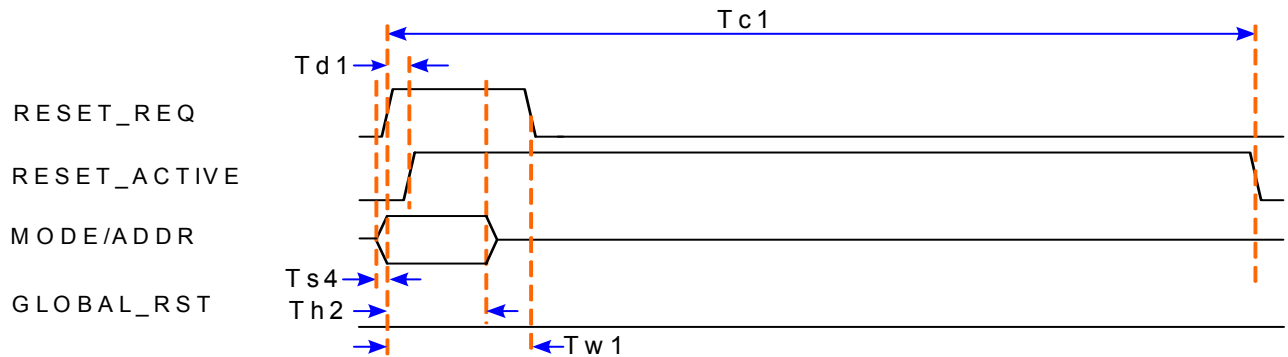 Tc1
Td1
RESET_REQ
RESET_ACTIVE
MODE/ADDR
Ts4
GLOBAL_RST
Th2
Tw1